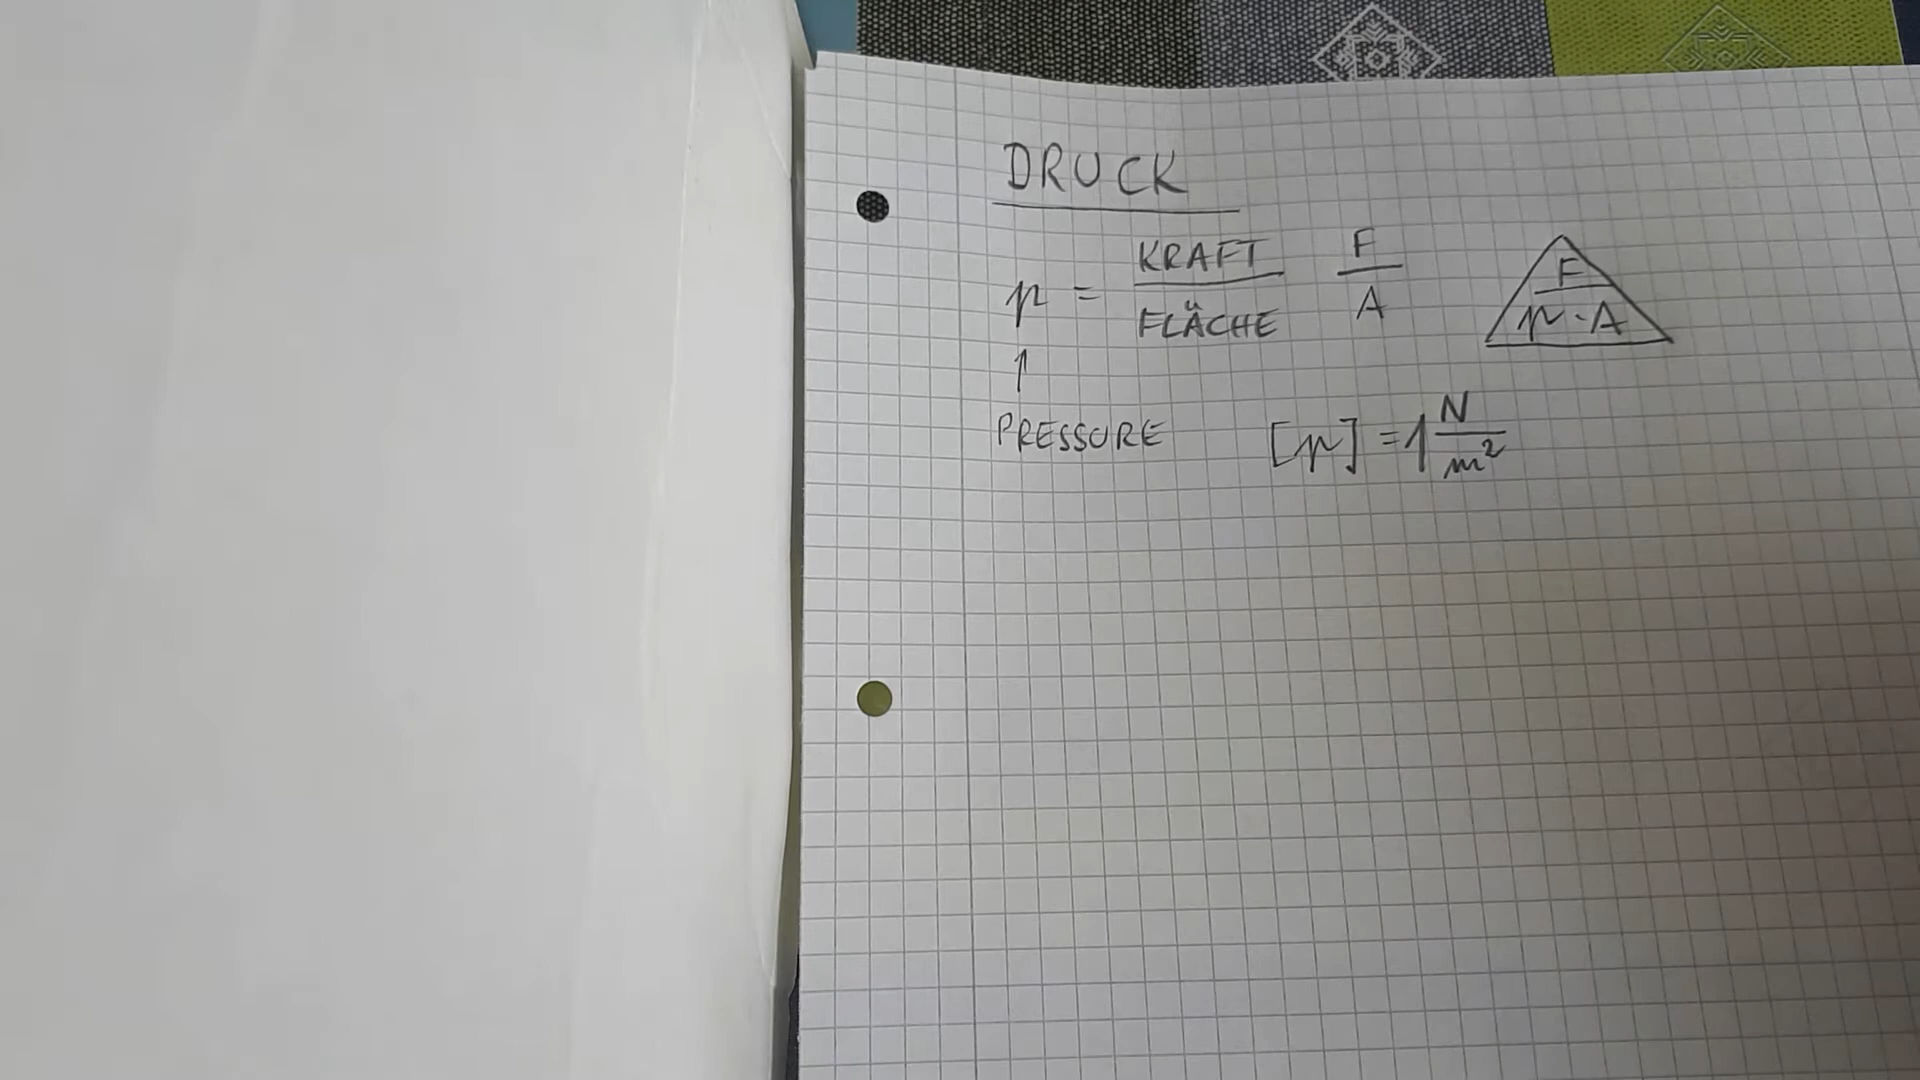 DRUCK
p = KRAFT / FLÄCHE F / A
F / p · A
↑
PRESSURE [p] = 1 N / m²